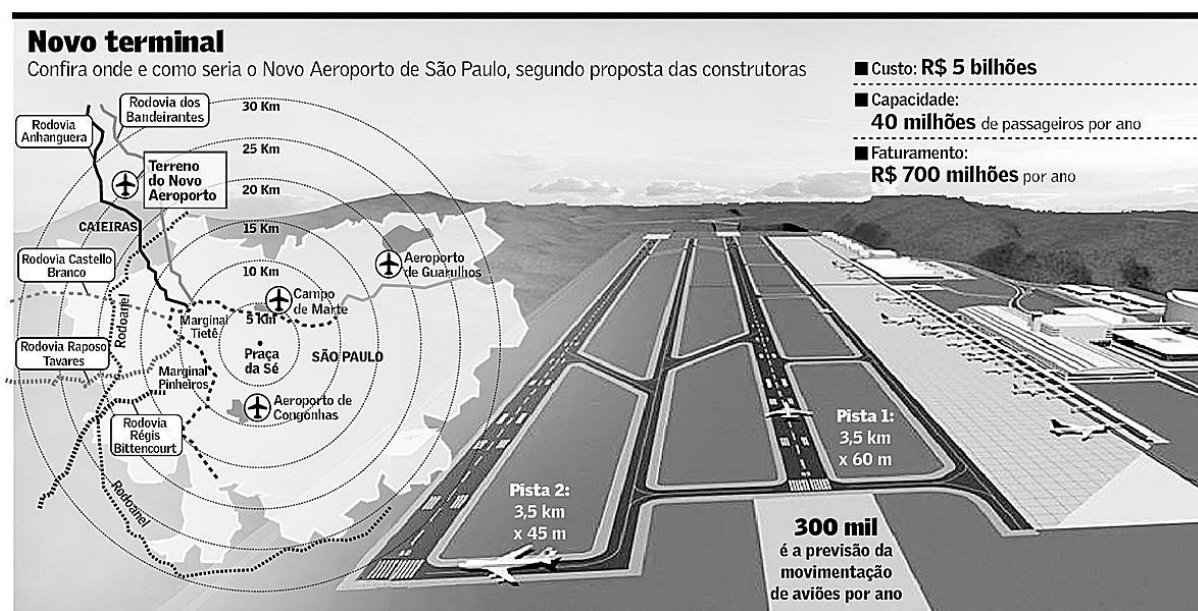 Novo terminal
Confira onde e como seria o Novo Aeroporto de São Paulo, segundo proposta das construtoras
Custo: R$ 5 bilhões
Capacidade:
40 milhões de passageiros por ano
Faturamento:
R$ 700 milhões por ano
Rodovia dos
Bandeirantes
Rodovia
Anhanguera
Terreno
do Novo
Aeroporto
30 Km
25 Km
20 Km
15 Km
10 Km
5 Km
CAIEIRAS
Rodovia Castello
Branco
Rodoanel
Aeroporto
de Guarulhos
Campo
de Marte
Marginal
Tietê
Praça
da Sé
SÃO PAULO
Rodovia Raposo
Tavares
Marginal
Pinheiros
Aeroporto de
Congonhas
Rodovia
Régis
Bittencourt
Rodoanel
Pista 1:
3,5 km
x 60 m
Pista 2:
3,5 km
x 45 m
300 mil
é a previsão da
movimentação
de aviões por ano